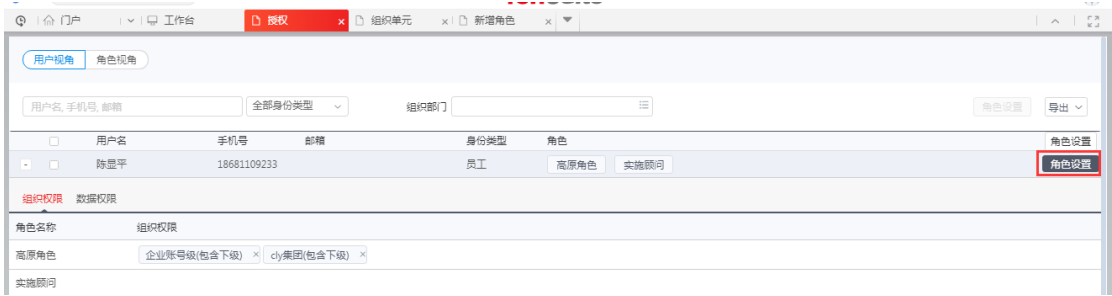 门户 工作台 授权 x 组织单元 x 新增角色 x
用户视角 角色视角
用户名, 手机号, 邮箱 全部身份类型 组织部门 角色设置 导出
用户名 手机号 邮箱 身份类型 角色 角色设置
陈显平 18681109233 员工 高原角色 实施顾问 角色设置
组织权限 数据权限
角色名称 组织权限
高原角色 企业账号级(包含下级) × cly集团(包含下级) ×
实施顾问